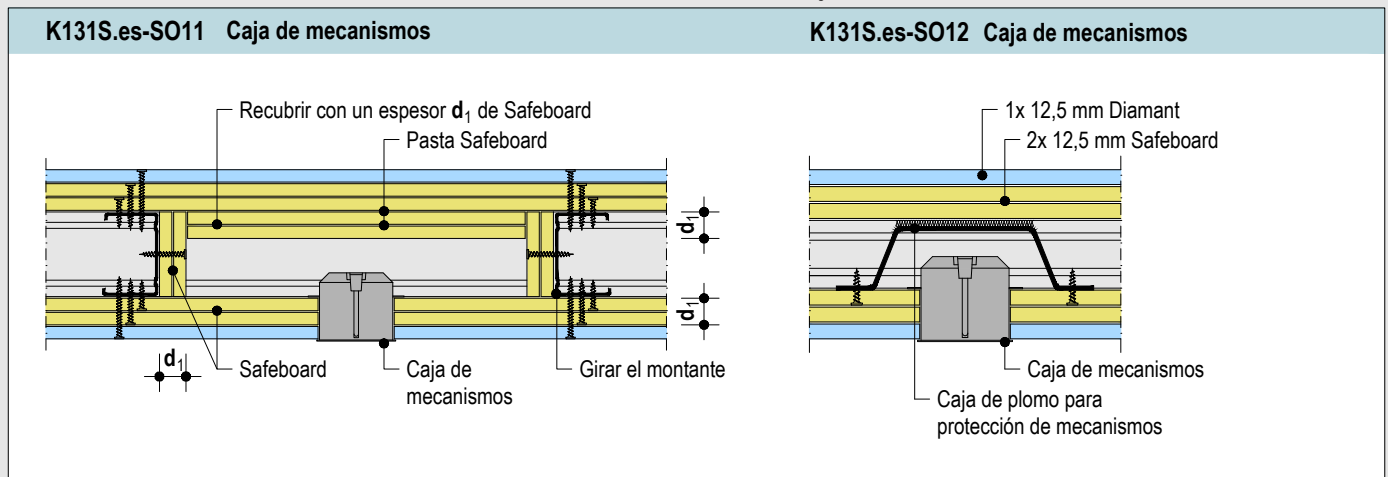 K131S.es-SO11 Caja de mecanismos
Recubrir con un espesor d₁ de Safeboard
Pasta Safeboard
d₁
d₁
d₁
Safeboard
Caja de
mecanismos
Girar el montante
K131S.es-SO12 Caja de mecanismos
1x 12,5 mm Diamant
2x 12,5 mm Safeboard
Caja de mecanismos
Caja de plomo para
protección de mecanismos